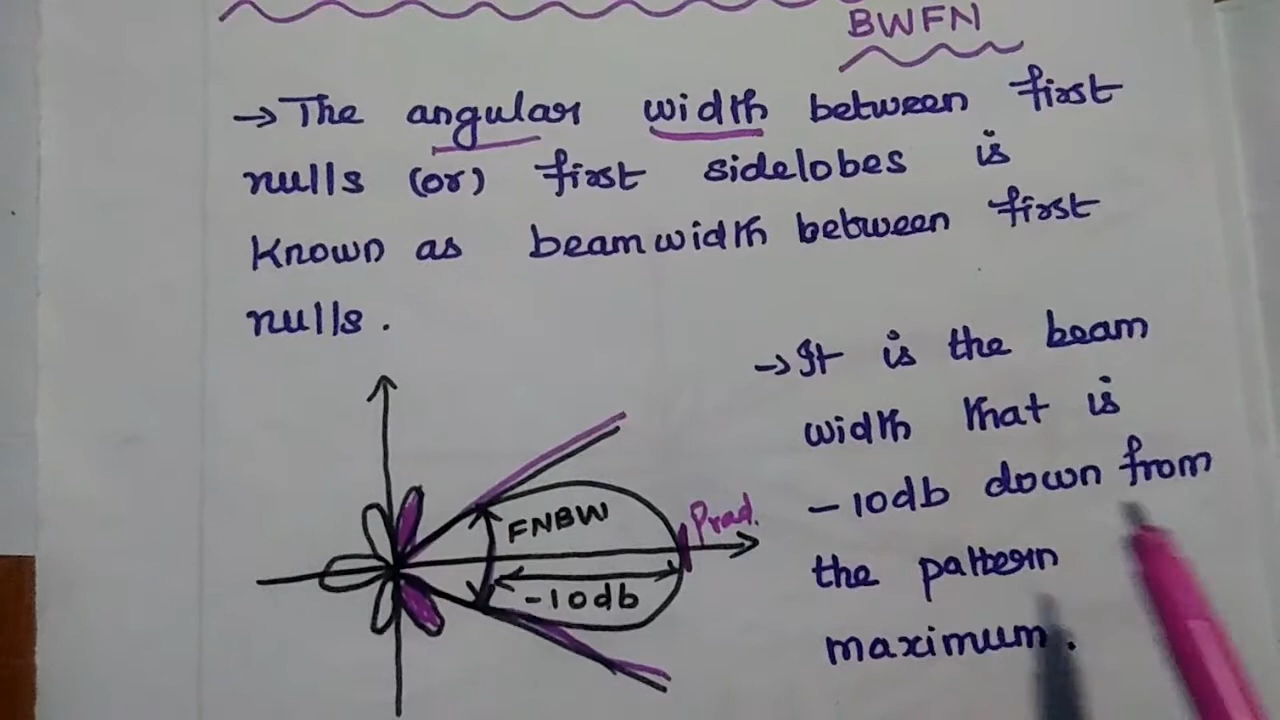 BWFN
→ The angular width between first
nulls (or) first sidelobes is
known as beamwidth between first
nulls.
→ It is the beam
width that is
-10db down from
the pattern
maximum.
FNBW
Prad.
-10db